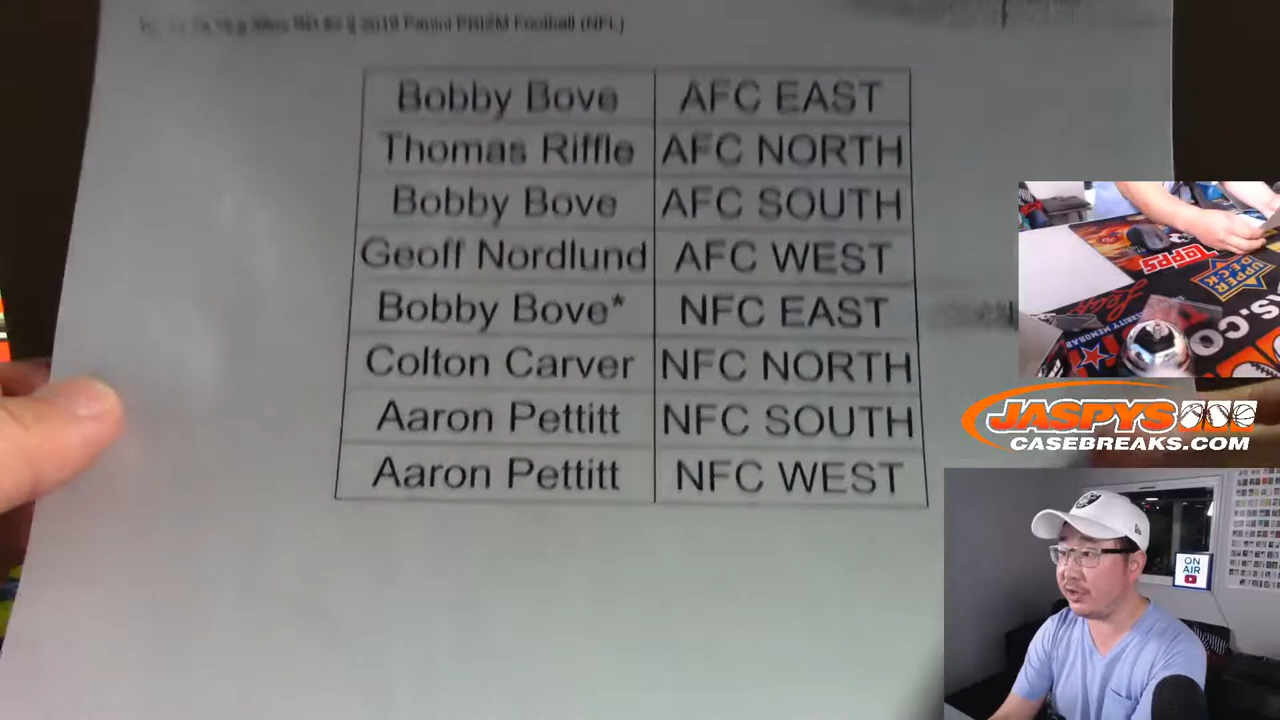 2019 Panini PRIZM Football (NFL)
Bobby Bove AFC EAST
Thomas Riffle AFC NORTH
Bobby Bove AFC SOUTH
Geoff Nordlund AFC WEST
Bobby Bove* NFC EAST
Colton Carver NFC NORTH
Aaron Pettitt NFC SOUTH
Aaron Pettitt NFC WEST
TOPPS
UPPER DECK
Leaf
S.CO
JASPYS
CASEBREAKS.COM
ON AIR